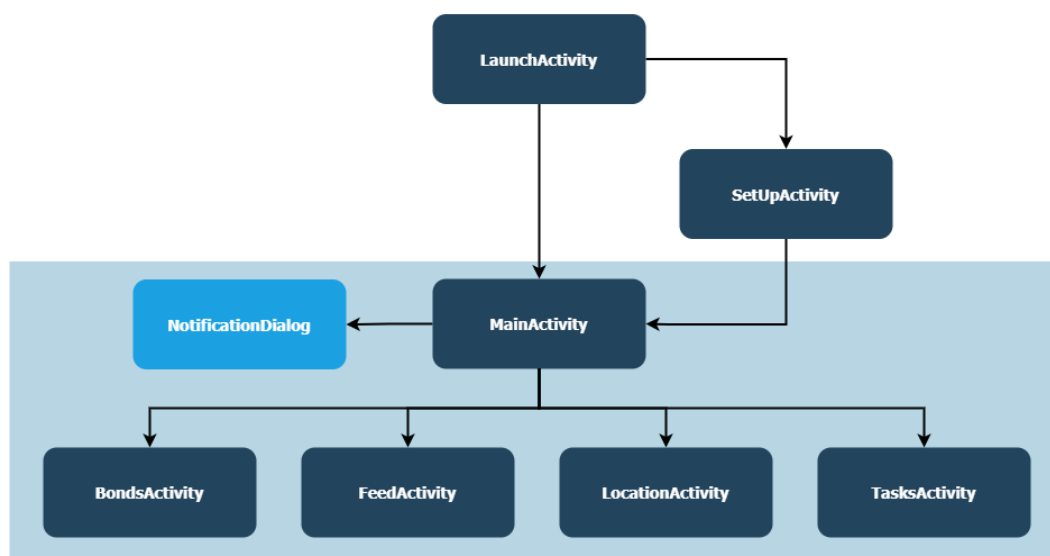 LaunchActivity
SetUpActivity
NotificationDialog
MainActivity
BondsActivity
FeedActivity
LocationActivity
TasksActivity